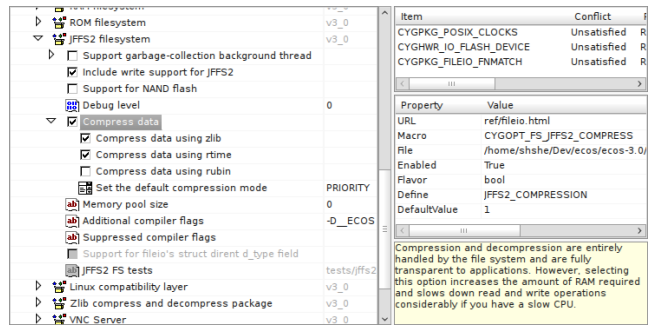 RAM filesystem v3_0
ROM filesystem v3_0
JFFS2 filesystem v3_0
Support garbage-collection background thread
Include write support for JFFS2
Support for NAND flash
Debug level 0
Compress data
Compress data using zlib
Compress data using rtime
Compress data using rubin
Set the default compression mode PRIORITY
Memory pool size 0
Additional compiler flags -D__ECOS
Suppressed compiler flags
Support for fileio's struct dirent d_type field
JFFS2 FS tests tests/jffs2
Linux compatibility layer v3_0
Zlib compress and decompress package v3_0
VNC Server v3_0
Item Conflict
CYGPKG_POSIX_CLOCKS Unsatisfied R
CYGHWR_IO_FLASH_DEVICE Unsatisfied R
CYGPKG_FILEIO_FNMATCH Unsatisfied R
Property Value
URL ref/fileio.html
Macro CYGOPT_FS_JFFS2_COMPRESS
File /home/shshe/Dev/ecos/ecos-3.0/
Enabled True
Flavor bool
Define JFFS2_COMPRESSION
DefaultValue 1
Compression and decompression are entirely
handled by the file system and are fully
transparent to applications. However, selecting
this option increases the amount of RAM required
and slows down read and write operations
considerably if you have a slow CPU.